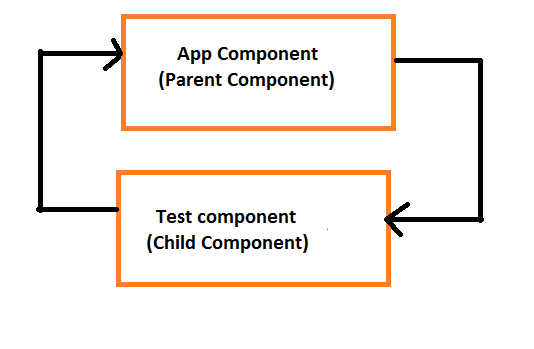 App Component
(Parent Component)
Test component
(Child Component)